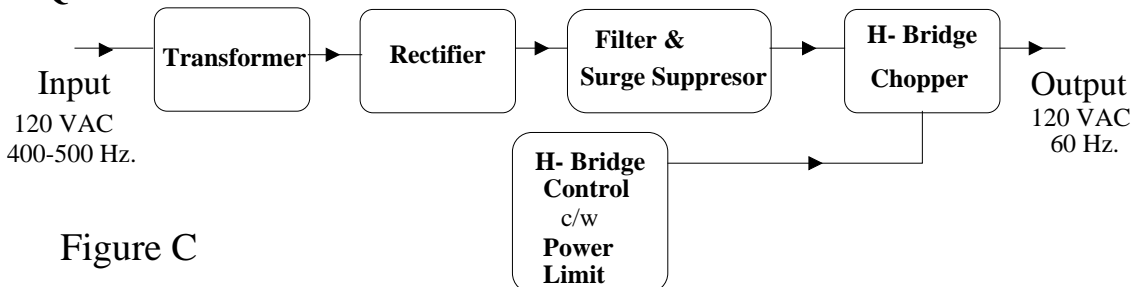 Transformer
Rectifier
Filter &
Surge Suppresor
H- Bridge
Chopper
Input
120 VAC
400-500 Hz.
Output
120 VAC
60 Hz.
H- Bridge
Control
c/w
Power
Limit
Figure C